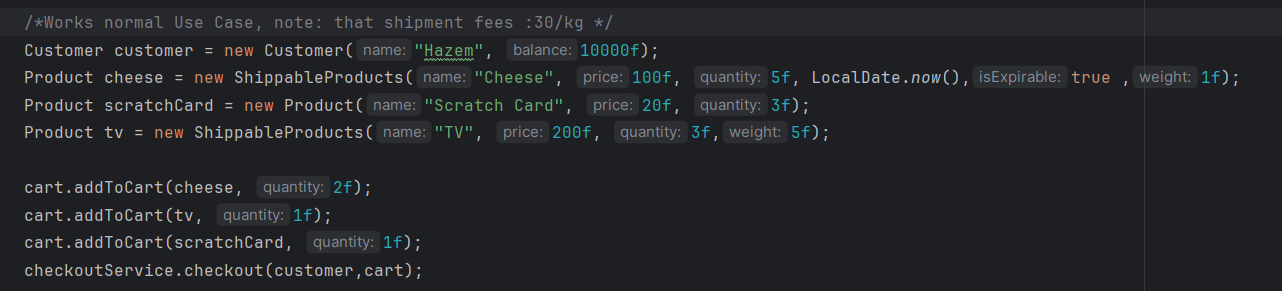 /*Works normal Use Case, note: that shipment fees :30/kg */
Customer customer = new Customer( name: "Hazem", balance: 10000f);
Product cheese = new ShippableProducts( name: "Cheese", price: 100f, quantity: 5f, LocalDate.now(), isExpirable: true , weight: 1f);
Product scratchCard = new Product( name: "Scratch Card", price: 20f, quantity: 3f);
Product tv = new ShippableProducts( name: "TV", price: 200f, quantity: 3f, weight: 5f);
cart.addToCart(cheese, quantity: 2f);
cart.addToCart(tv, quantity: 1f);
cart.addToCart(scratchCard, quantity: 1f);
checkoutService.checkout(customer,cart);